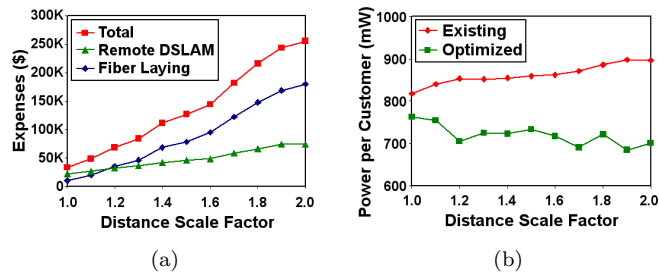 300K
250K
200K
150K
100K
50K
0
Expenses ($)
Total
Remote DSLAM
Fiber Laying
1.0 1.2 1.4 1.6 1.8 2.0
Distance Scale Factor
(a)
1000
900
800
700
600
Power per Customer (mW)
Existing
Optimized
1.0 1.2 1.4 1.6 1.8 2.0
Distance Scale Factor
(b)